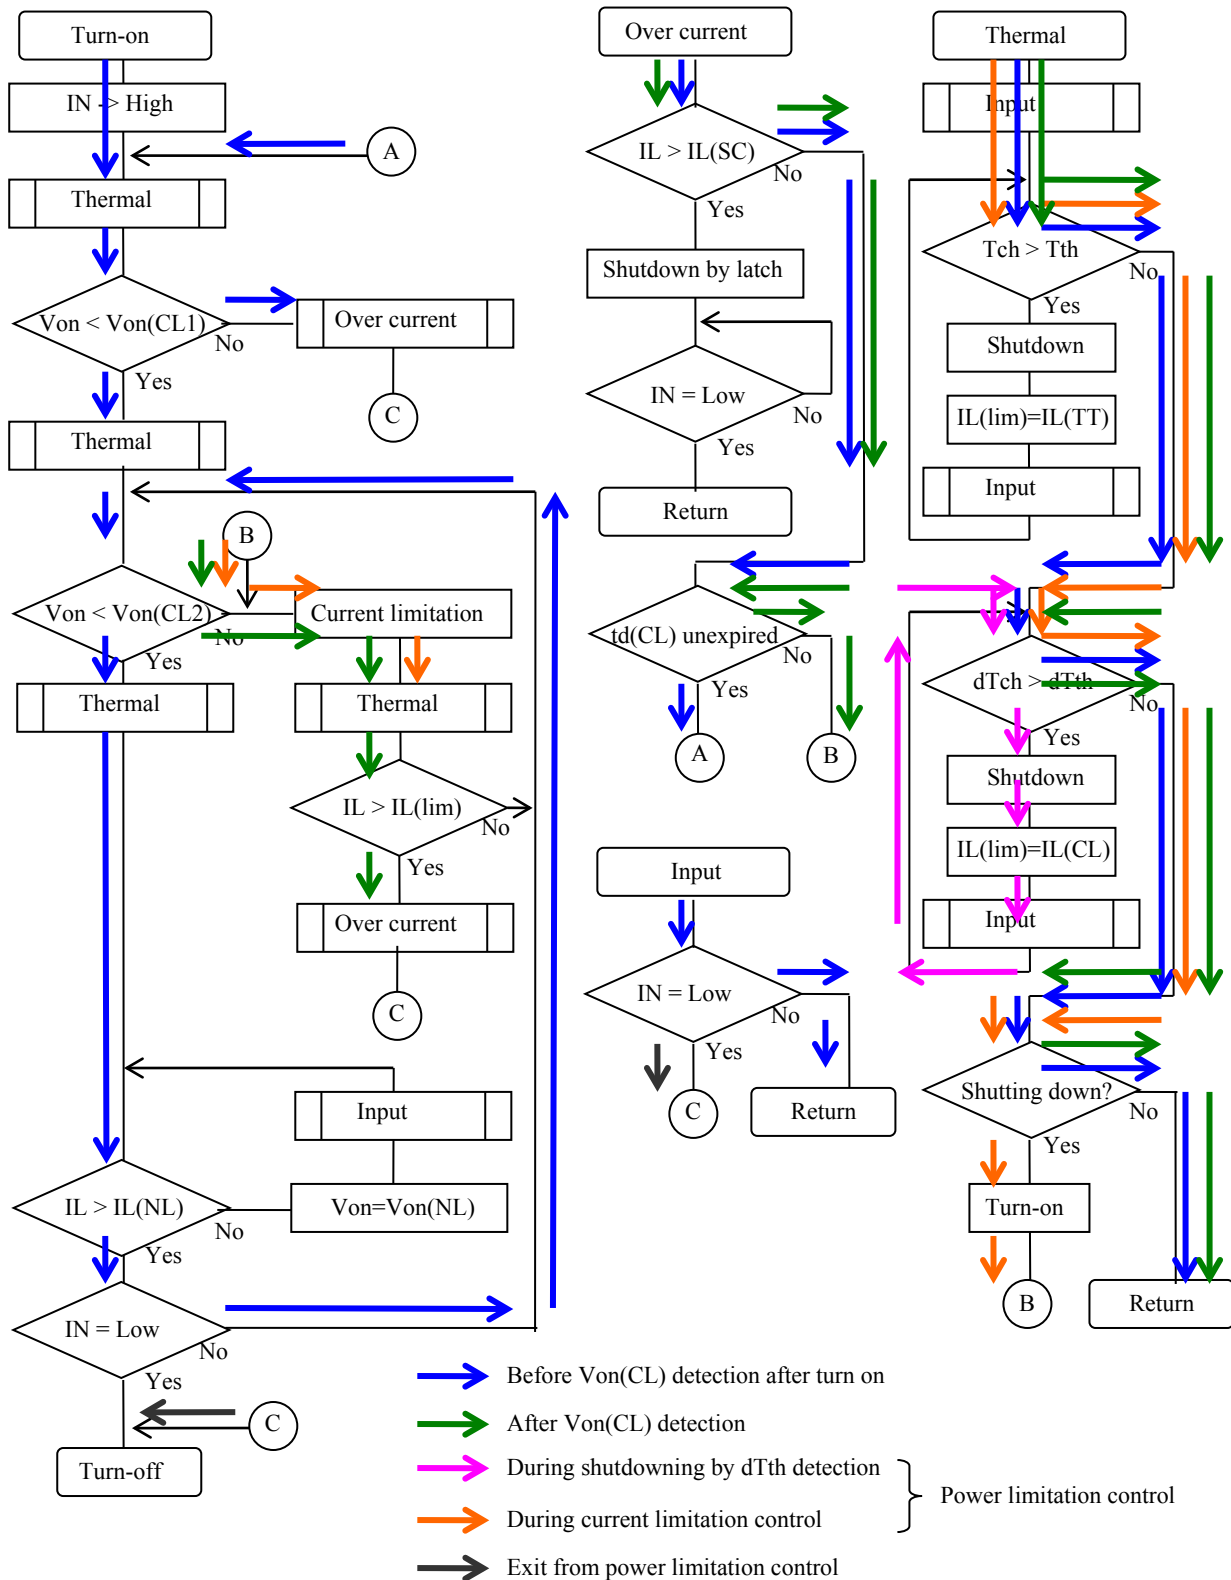 Turn-on
IN -> High
A
Thermal
Von < Von(CL1)
No
Yes
Over current
C
Thermal
B
Von < Von(CL2)
No
Yes
Current limitation
Thermal
Thermal
IL > IL(lim)
No
Yes
Over current
C
Input
Von=Von(NL)
IL > IL(NL)
No
Yes
IN = Low
No
Yes
C
Turn-off
Over current
IL > IL(SC)
No
Yes
Shutdown by latch
IN = Low
No
Yes
Return
td(CL) unexpired
No
Yes
A
B
Input
IN = Low
No
Yes
C
Return
Thermal
Input
Tch > Tth
No
Yes
Shutdown
IL(lim)=IL(TT)
Input
dTch > dTth
No
Yes
Shutdown
IL(lim)=IL(CL)
Input
Shutting down?
No
Yes
Turn-on
B
Return
Before Von(CL) detection after turn on
After Von(CL) detection
During shutdowning by dTth detection
During current limitation control
Power limitation control
Exit from power limitation control